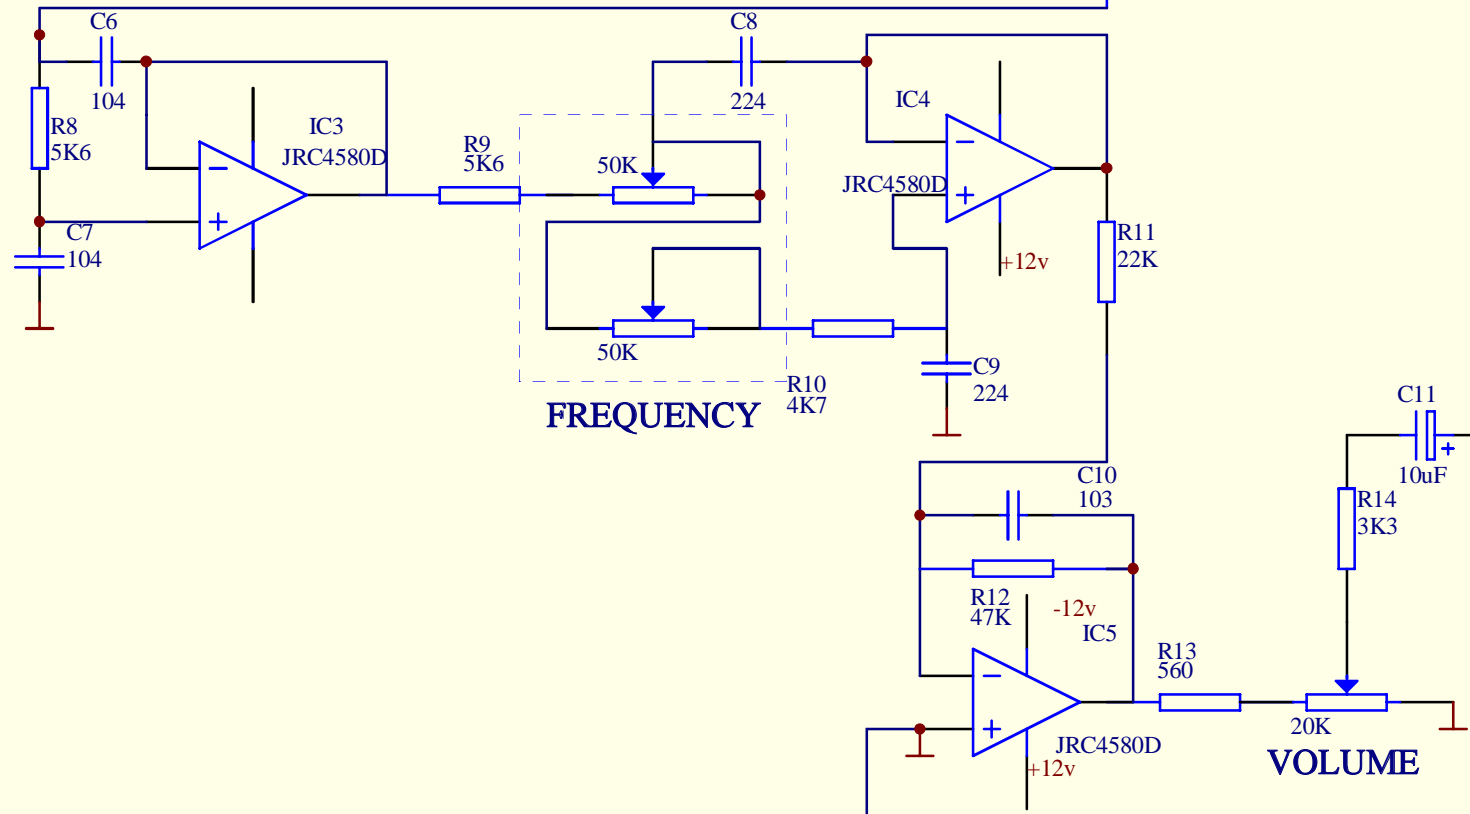 C6
104
R8
5K6
C7
104
IC3
JRC4580D
R9
5K6
50K
50K
FREQUENCY
C8
224
IC4
JRC4580D
+12v
R10
4K7
C9
224
R11
22K
C10
103
R12
47K
-12v
IC5
JRC4580D
+12v
R13
560
C11
+
10uF
R14
3K3
20K
VOLUME